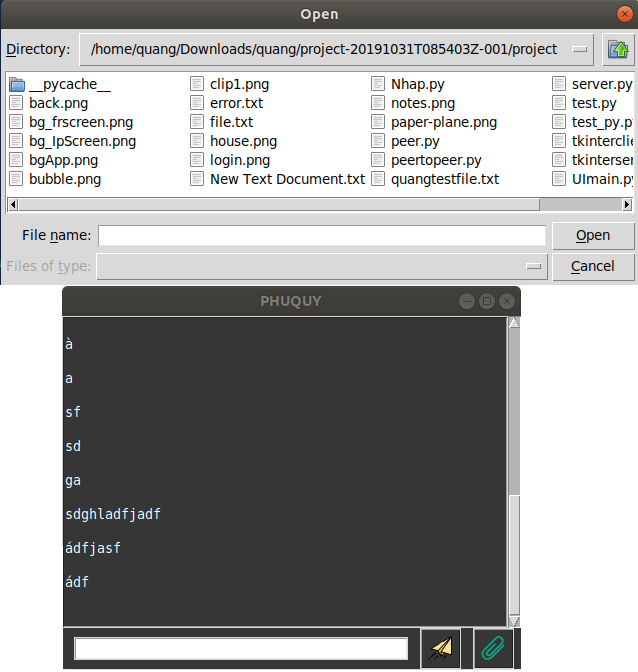 Open
Directory: /home/quang/Downloads/quang/project-20191031T085403Z-001/project
__pycache__ clip1.png Nhap.py server.py
back.png error.txt notes.png test.py
bg_frscreen.png file.txt paper-plane.png test_py.p
bg_IpScreen.png house.png peer.py tkinterclie
bgApp.png login.png peertopeer.py tkinterser
bubble.png New Text Document.txt quangtestfile.txt UImain.py
File name: Open
Files of type: Cancel
PHUQUY
à
a
sf
sd
ga
sdghladfjadf
ádfjasf
ádf